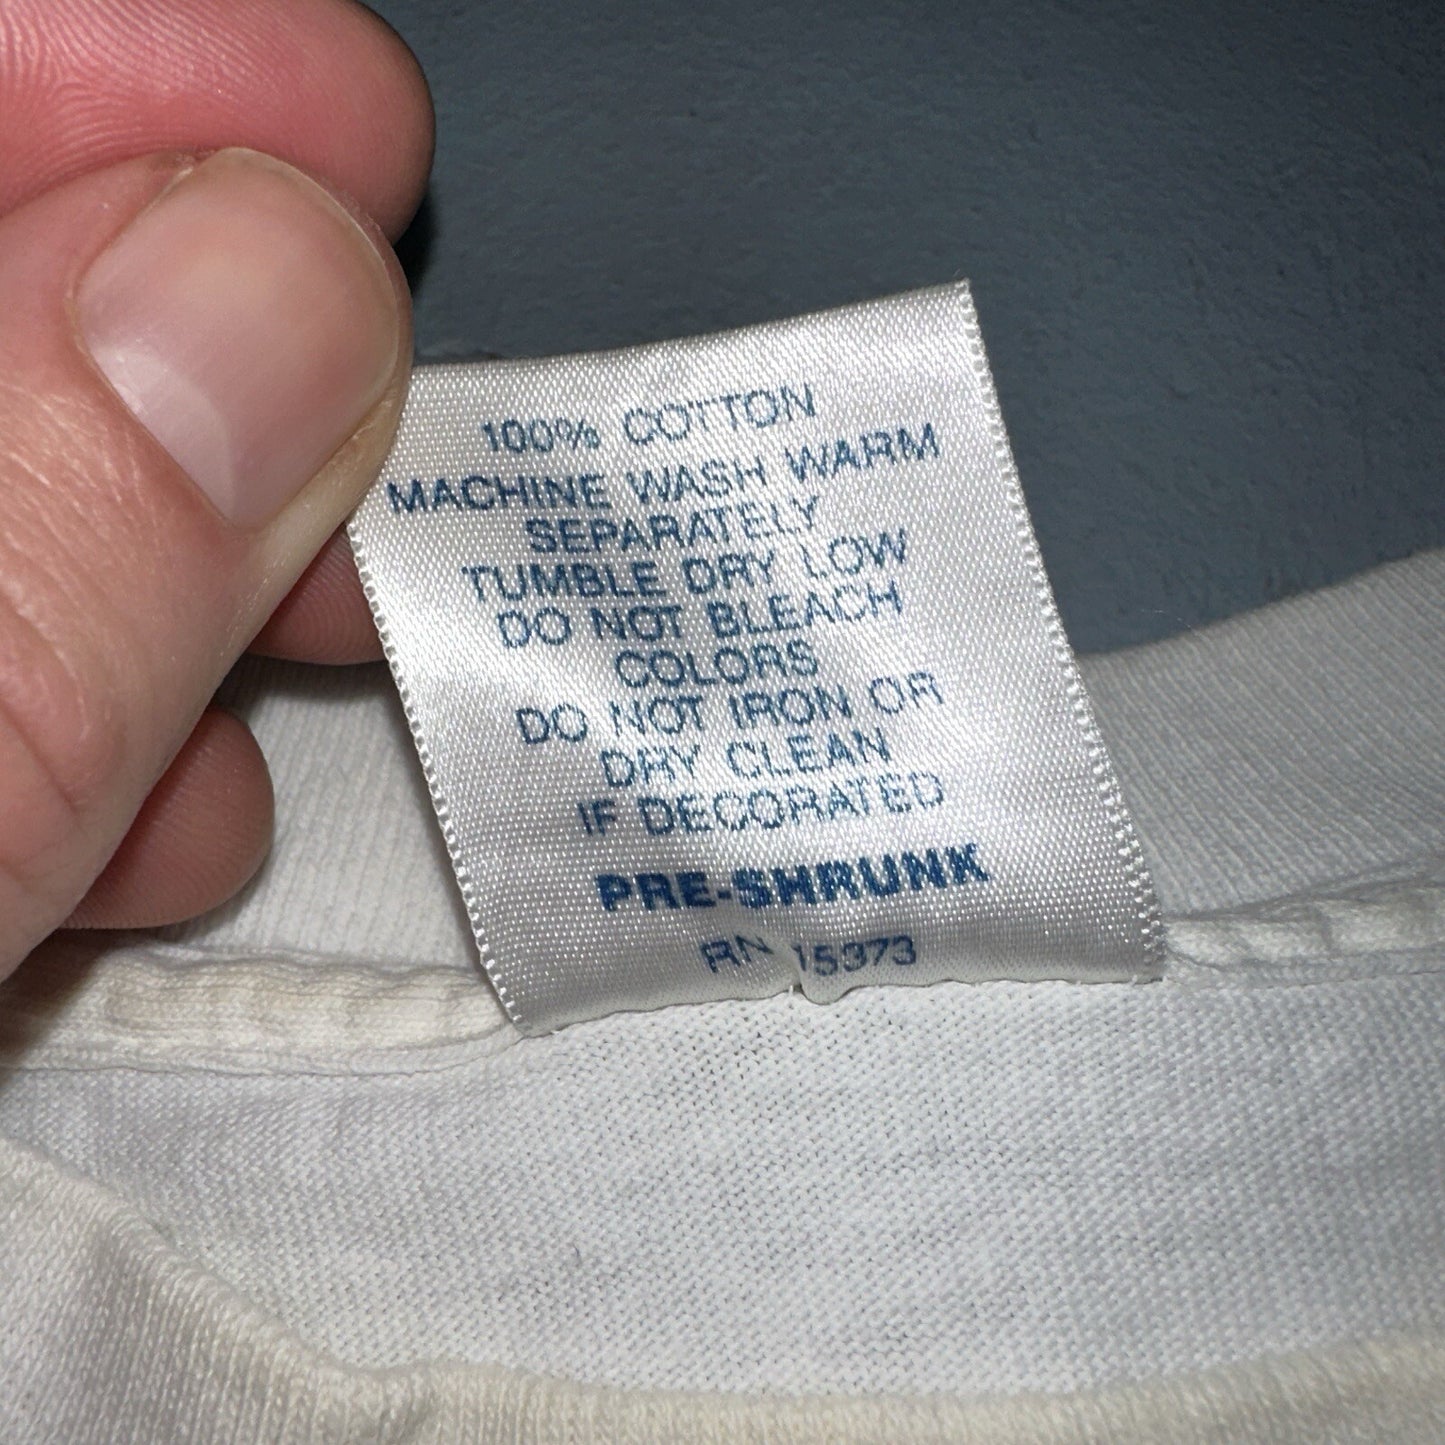 100% COTTON
MACHINE WASH WARM
SEPARATELY
TUMBLE DRY LOW
DO NOT BLEACH
COLORS
DO NOT IRON OR
DRY CLEAN
IF DECORATED
PRE-SHRUNK
RN 15373